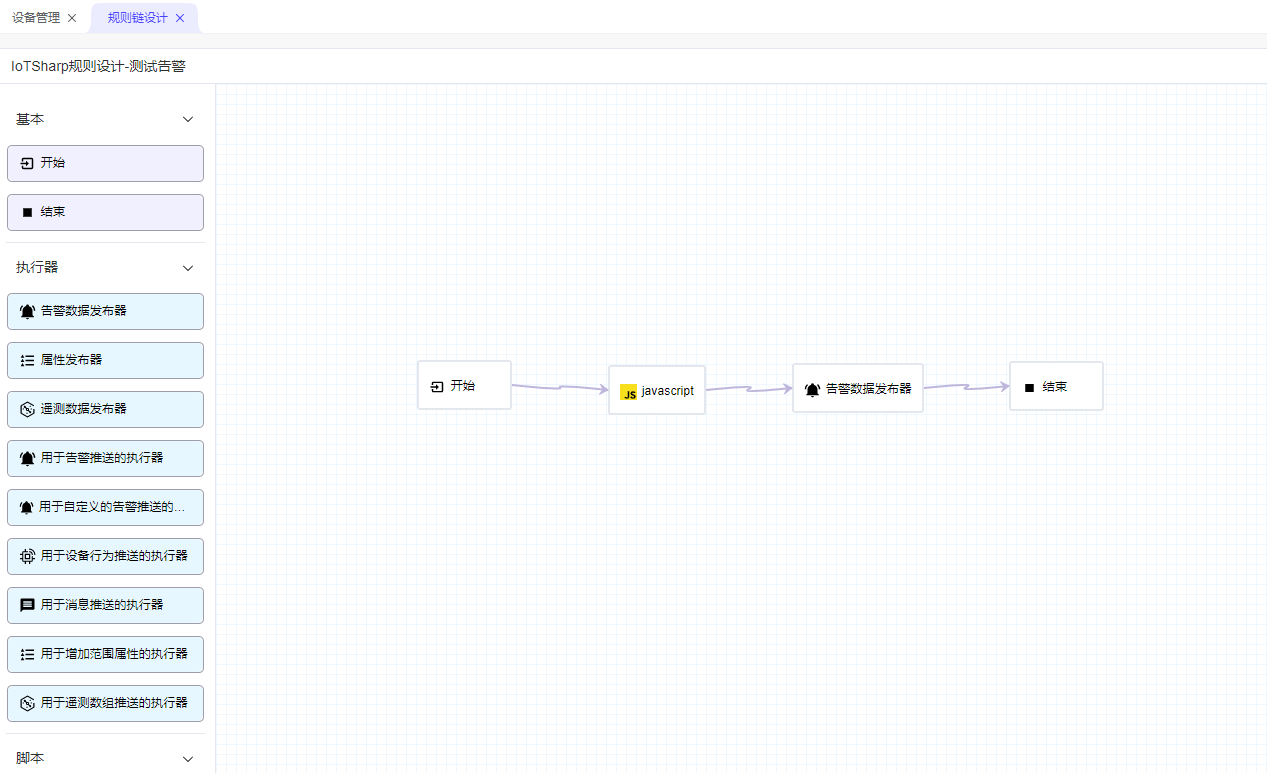 设备管理
规则链设计
IoTSharp规则设计-测试告警
基本
开始
结束
执行器
告警数据发布器
属性发布器
遥测数据发布器
用于告警推送的执行器
用于自定义的告警推送的...
用于设备行为推送的执行器
用于消息推送的执行器
用于增加范围属性的执行器
用于遥测数组推送的执行器
脚本
开始
JS javascript
告警数据发布器
结束